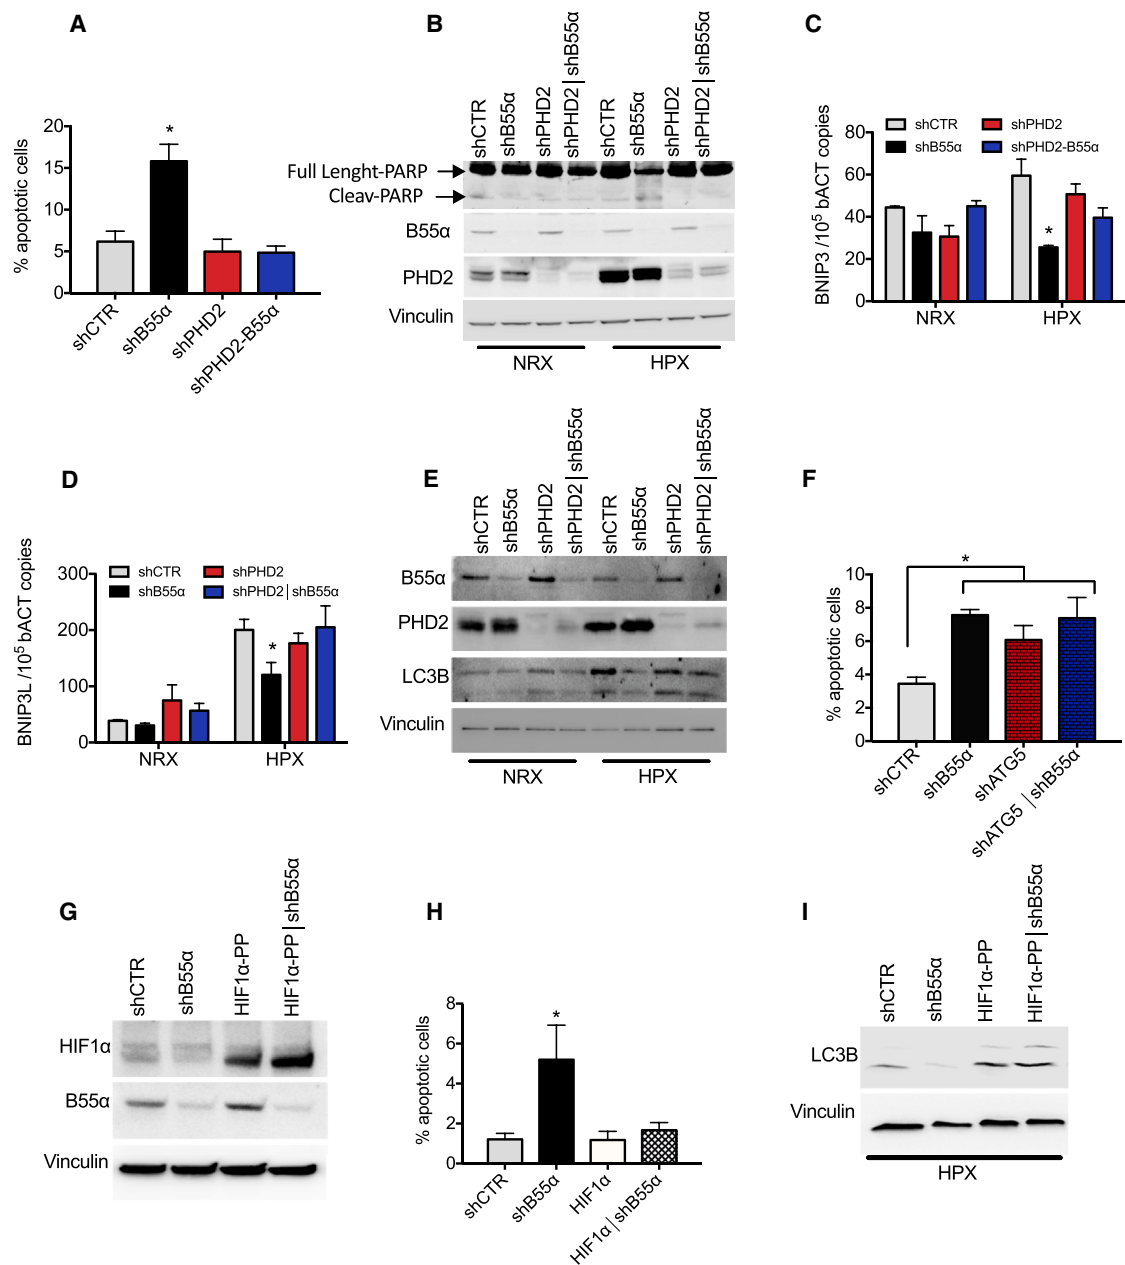 A
% apoptotic cells
20
15
10
5
0
*
shCTR
shB55α
shPHD2
shPHD2-B55α
B
shCTR
shB55α
shPHD2
shPHD2|shB55α
shCTR
shB55α
shPHD2
shPHD2|shB55α
Full Lenght-PARP
Cleav-PARP
B55α
PHD2
Vinculin
NRX
HPX
C
shCTR
shPHD2
shB55α
shPHD2-B55α
BNIP3 /10⁵ bACT copies
80
60
40
20
0
*
NRX
HPX
D
shCTR
shPHD2
shB55α
shPHD2|shB55α
BNIP3L /10⁵ bACT copies
300
200
100
0
*
NRX
HPX
E
shCTR
shB55α
shPHD2
shPHD2|shB55α
shCTR
shB55α
shPHD2
shPHD2|shB55α
B55α
PHD2
LC3B
Vinculin
NRX
HPX
F
% apoptotic cells
10
8
6
4
2
0
*
shCTR
shB55α
shATG5
shATG5 |shB55α
G
shCTR
shB55α
HIF1α-PP
HIF1α-PP|shB55α
HIF1α
B55α
Vinculin
H
% apoptotic cells
8
6
4
2
0
*
shCTR
shB55α
HIF1α
HIF1α|shB55α
I
shCTR
shB55α
HIF1α-PP
HIF1α-PP|shB55α
LC3B
Vinculin
HPX